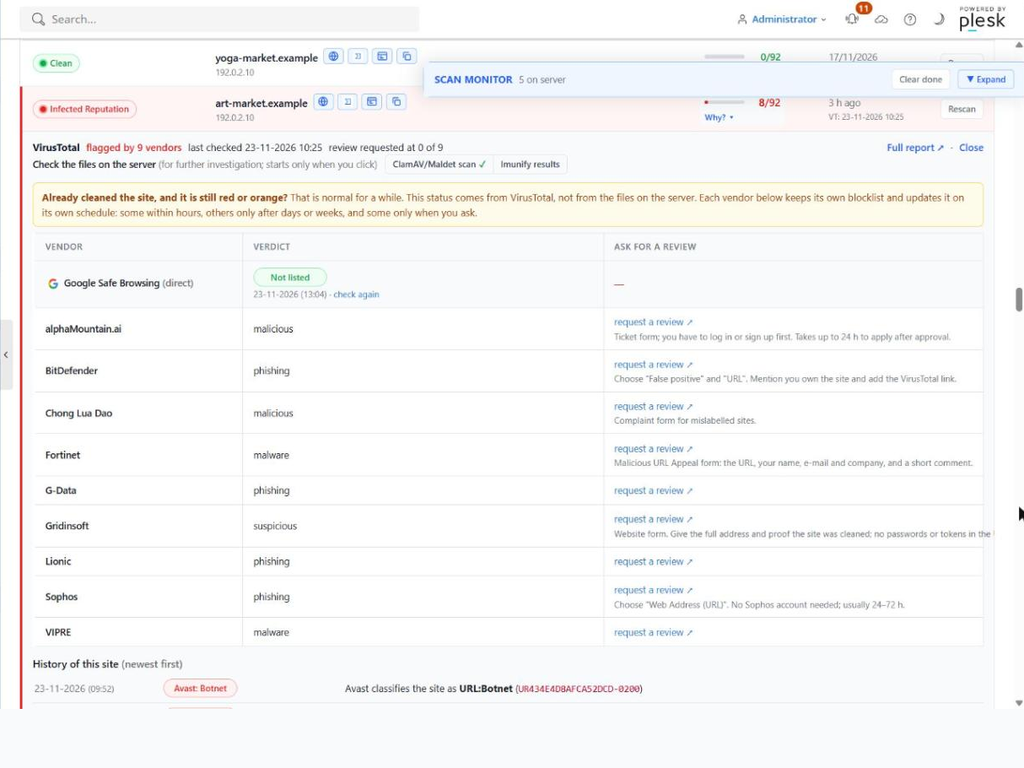 Search...
Administrator
11
POWERED BY
plesk
Clean
yoga-market.example
192.0.2.10
0/92
17/11/2026
SCAN MONITOR 5 on server
Clear done
Expand
Infected Reputation
art-market.example
192.0.2.10
8/92
Why?
3 h ago
VT: 23-11-2026 10:25
Rescan
VirusTotal flagged by 9 vendors last checked 23-11-2026 10:25 review requested at 0 of 9
Full report ↗ · Close
Check the files on the server (for further investigation; starts only when you click) ClamAV/Maldet scan ✓ Imunify results
Already cleaned the site, and it is still red or orange? That is normal for a while. This status comes from VirusTotal, not from the files on the server. Each vendor below keeps its own blocklist and updates it on
its own schedule: some within hours, others only after days or weeks, and some only when you ask.
VENDOR VERDICT ASK FOR A REVIEW
Google Safe Browsing (direct)
Not listed
23-11-2026 (13:04) · check again
—
alphaMountain.ai
malicious
request a review ↗
Ticket form; you have to log in or sign up first. Takes up to 24 h to apply after approval.
BitDefender
phishing
request a review ↗
Choose "False positive" and "URL". Mention you own the site and add the VirusTotal link.
Chong Lua Dao
malicious
request a review ↗
Complaint form for mislabelled sites.
Fortinet
malware
request a review ↗
Malicious URL Appeal form: the URL, your name, e-mail and company, and a short comment.
G-Data
phishing
request a review ↗
Gridinsoft
suspicious
request a review ↗
Website form. Give the full address and proof the site was cleaned; no passwords or tokens in the
Lionic
phishing
request a review ↗
Sophos
phishing
request a review ↗
Choose "Web Address (URL)". No Sophos account needed; usually 24–72 h.
VIPRE
malware
request a review ↗
History of this site (newest first)
23-11-2026 (09:52)
Avast: Botnet
Avast classifies the site as URL:Botnet (UR434E4D8AFCA52DCD-0200)